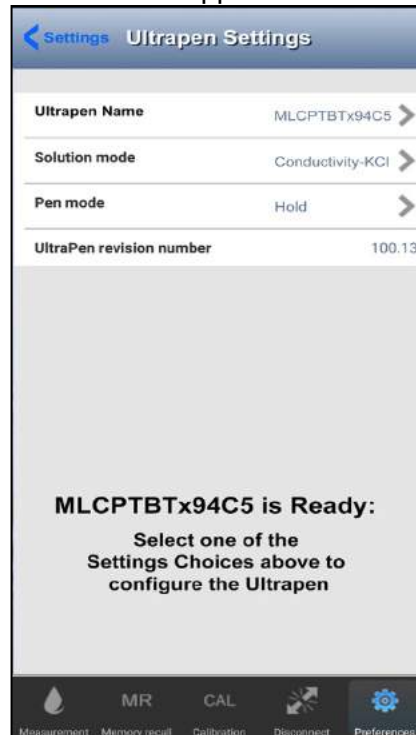 Settings Ultrapen Settings
Ultrapen Name MLCPTBTx94C5
Solution mode Conductivity-KCl
Pen mode Hold
UltraPen revision number 100.13
MLCPTBTx94C5 is Ready:
Select one of the
Settings Choices above to
configure the Ultrapen
MR CAL
Measurement Memory recall Calibration Disconnect Preferences